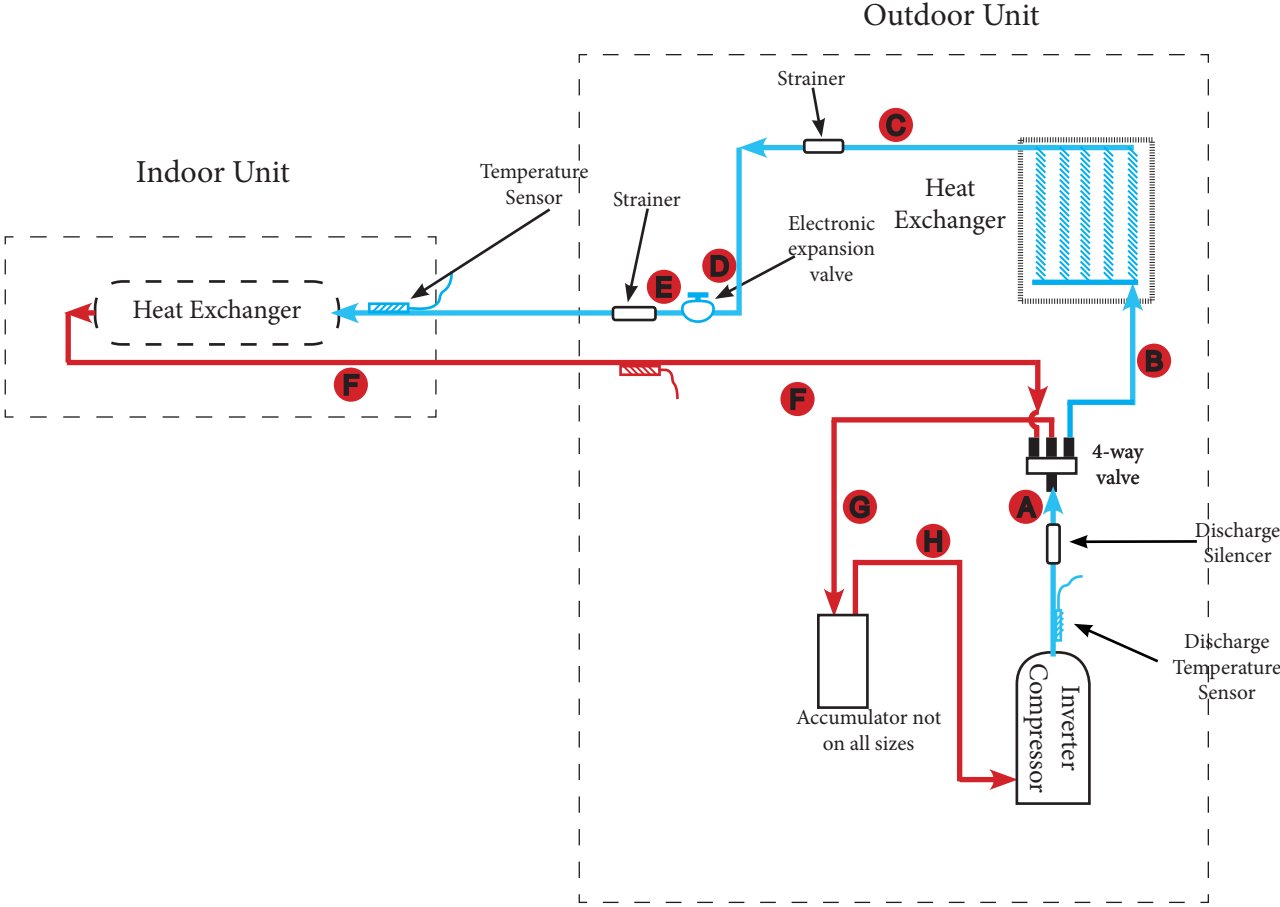 Outdoor Unit
Strainer
C
Indoor Unit
Temperature
Sensor
Strainer
Heat
Exchanger
Electronic
expansion
valve
D
E
Heat Exchanger
B
F
F
4-way
valve
A
G
H
Discharge
Silencer
Discharge
Temperature
Sensor
Inverter
Compressor
Accumulator not
on all sizes